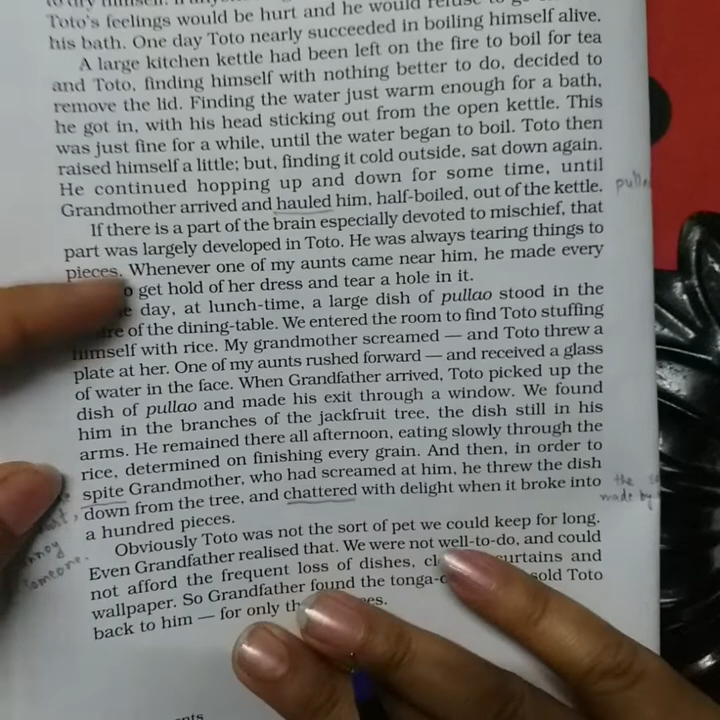 Toto's feelings would be hurt and he would
his bath. One day Toto nearly succeeded in boiling himself alive.
A large kitchen kettle had been left on the fire to boil for tea
and Toto, finding himself with nothing better to do, decided to
remove the lid. Finding the water just warm enough for a bath,
he got in, with his head sticking out from the open kettle. This
was just fine for a while, until the water began to boil. Toto then
raised himself a little; but, finding it cold outside, sat down again.
He continued hopping up and down for some time, until
Grandmother arrived and hauled him, half-boiled, out of the kettle.
If there is a part of the brain especially devoted to mischief, that
part was largely developed in Toto. He was always tearing things to
pieces. Whenever one of my aunts came near him, he made every
get hold of her dress and tear a hole in it.
day, at lunch-time, a large dish of pullao stood in the
of the dining-table. We entered the room to find Toto stuffing
himself with rice. My grandmother screamed — and Toto threw a
plate at her. One of my aunts rushed forward — and received a glass
of water in the face. When Grandfather arrived, Toto picked up the
dish of pullao and made his exit through a window. We found
him in the branches of the jackfruit tree, the dish still in his
arms. He remained there all afternoon, eating slowly through the
rice, determined on finishing every grain. And then, in order to
spite Grandmother, who had screamed at him, he threw the dish
down from the tree, and chattered with delight when it broke into
the
made by
a hundred pieces.
annoy
someone.
Obviously Toto was not the sort of pet we could keep for long.
Even Grandfather realised that. We were not well-to-do, and could
not afford the frequent loss of dishes, curtains and
wallpaper. So Grandfather found the sold Toto
back to him — for only